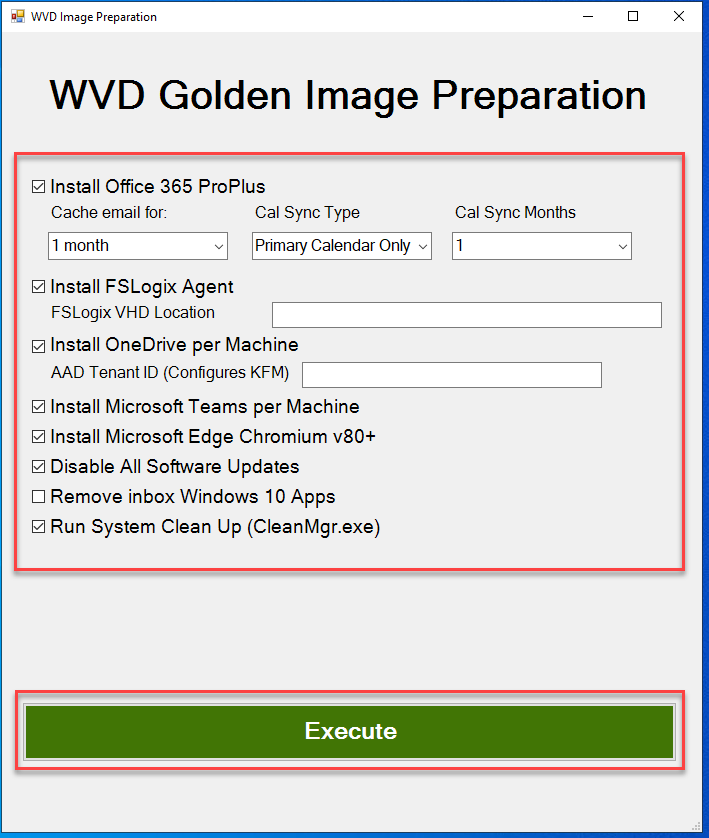 WVD Image Preparation
WVD Golden Image Preparation
Install Office 365 ProPlus
Cache email for: Cal Sync Type Cal Sync Months
1 month Primary Calendar Only 1
Install FSLogix Agent
FSLogix VHD Location
Install OneDrive per Machine
AAD Tenant ID (Configures KFM)
Install Microsoft Teams per Machine
Install Microsoft Edge Chromium v80+
Disable All Software Updates
Remove inbox Windows 10 Apps
Run System Clean Up (CleanMgr.exe)
Execute